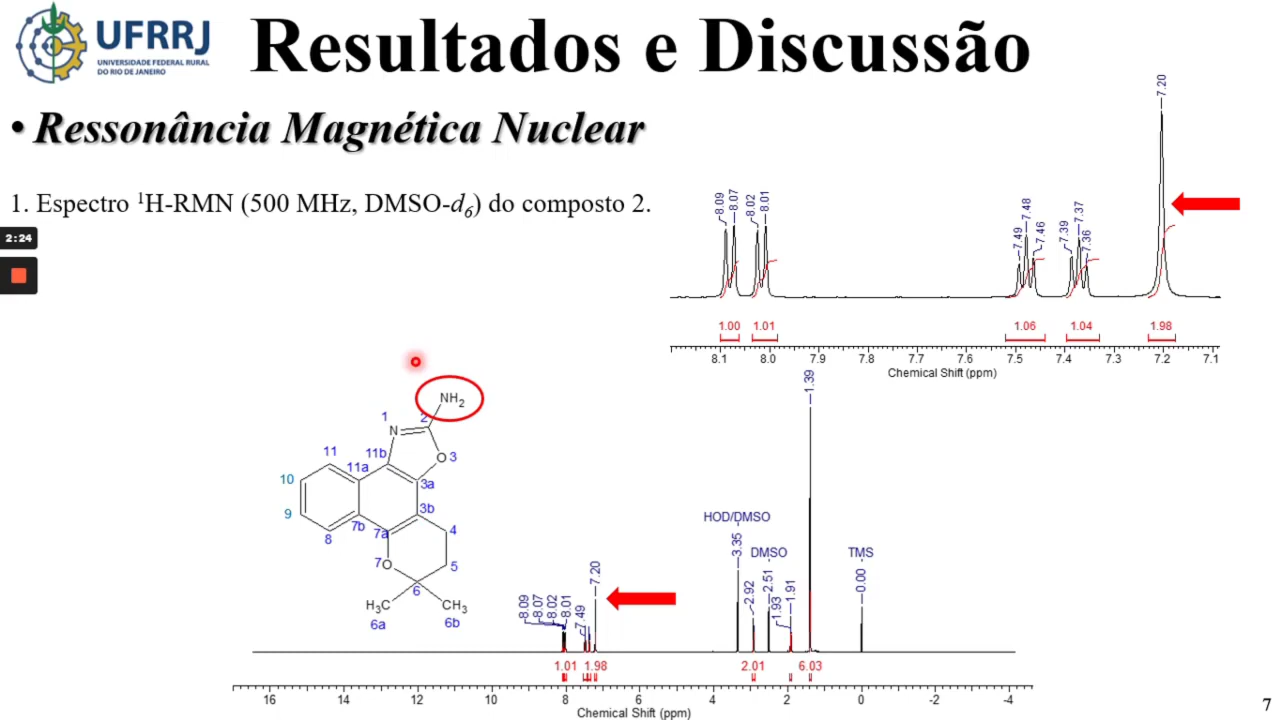 UFRRJ
UNIVERSIDADE FEDERAL RURAL
DO RIO DE JANEIRO
Resultados e Discussão
• Ressonância Magnética Nuclear
1. Espectro ¹H-RMN (500 MHz, DMSO-d₆) do composto 2.
2:24
8.09
8.07
8.02
8.01
7.49
7.48
7.46
7.39
7.37
7.36
7.20
1.00 1.01 1.06 1.04 1.98
8.1 8.0 7.9 7.8 7.7 7.6 7.5 7.4 7.3 7.2 7.1
Chemical Shift (ppm)
NH₂
1 2
N
O 3
11 11b
11a 3a
10
9
3b
8 7b 7a 4
7 O 5
6
H₃C CH₃
6a 6b
8.09
8.07
8.02
8.01
7.49
7.20
HOD/DMSO
3.35
2.92
DMSO
2.51
1.93
1.91
1.39
TMS
0.00
1.01 1.98 2.01 6.03
16 14 12 10 8 6 4 2 0 -2 -4
Chemical Shift (ppm)
7